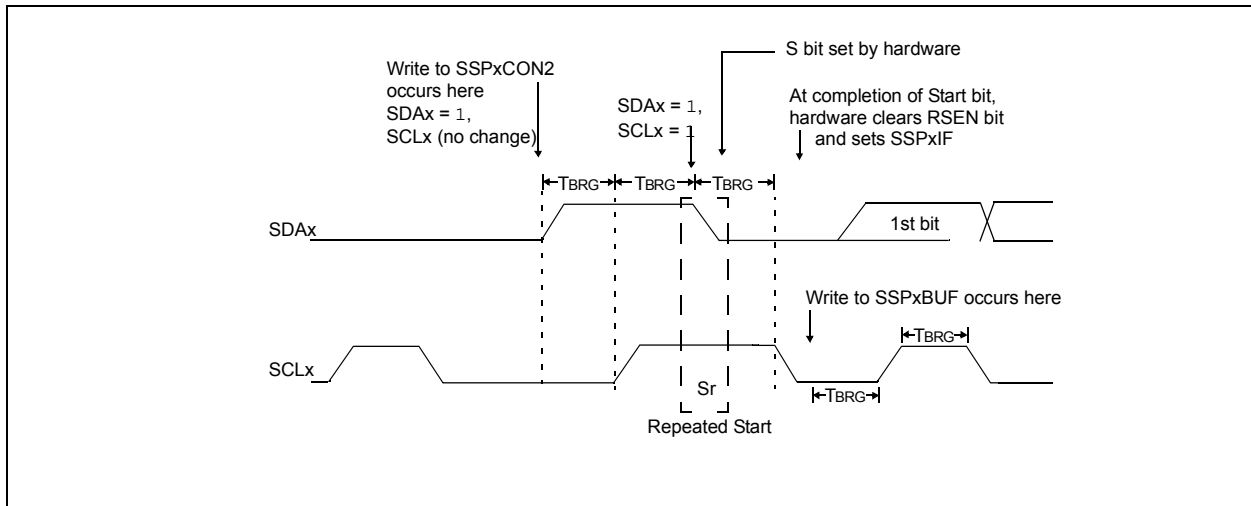 S bit set by hardware
Write to SSPxCON2
occurs here
SDAx = 1,
SCLx (no change)
SDAx = 1,
SCLx = 1
At completion of Start bit,
hardware clears RSEN bit
and sets SSPxIF
TBRG TBRG TBRG
SDAx
1st bit
Write to SSPxBUF occurs here
TBRG
SCLx
Sr
TBRG
Repeated Start